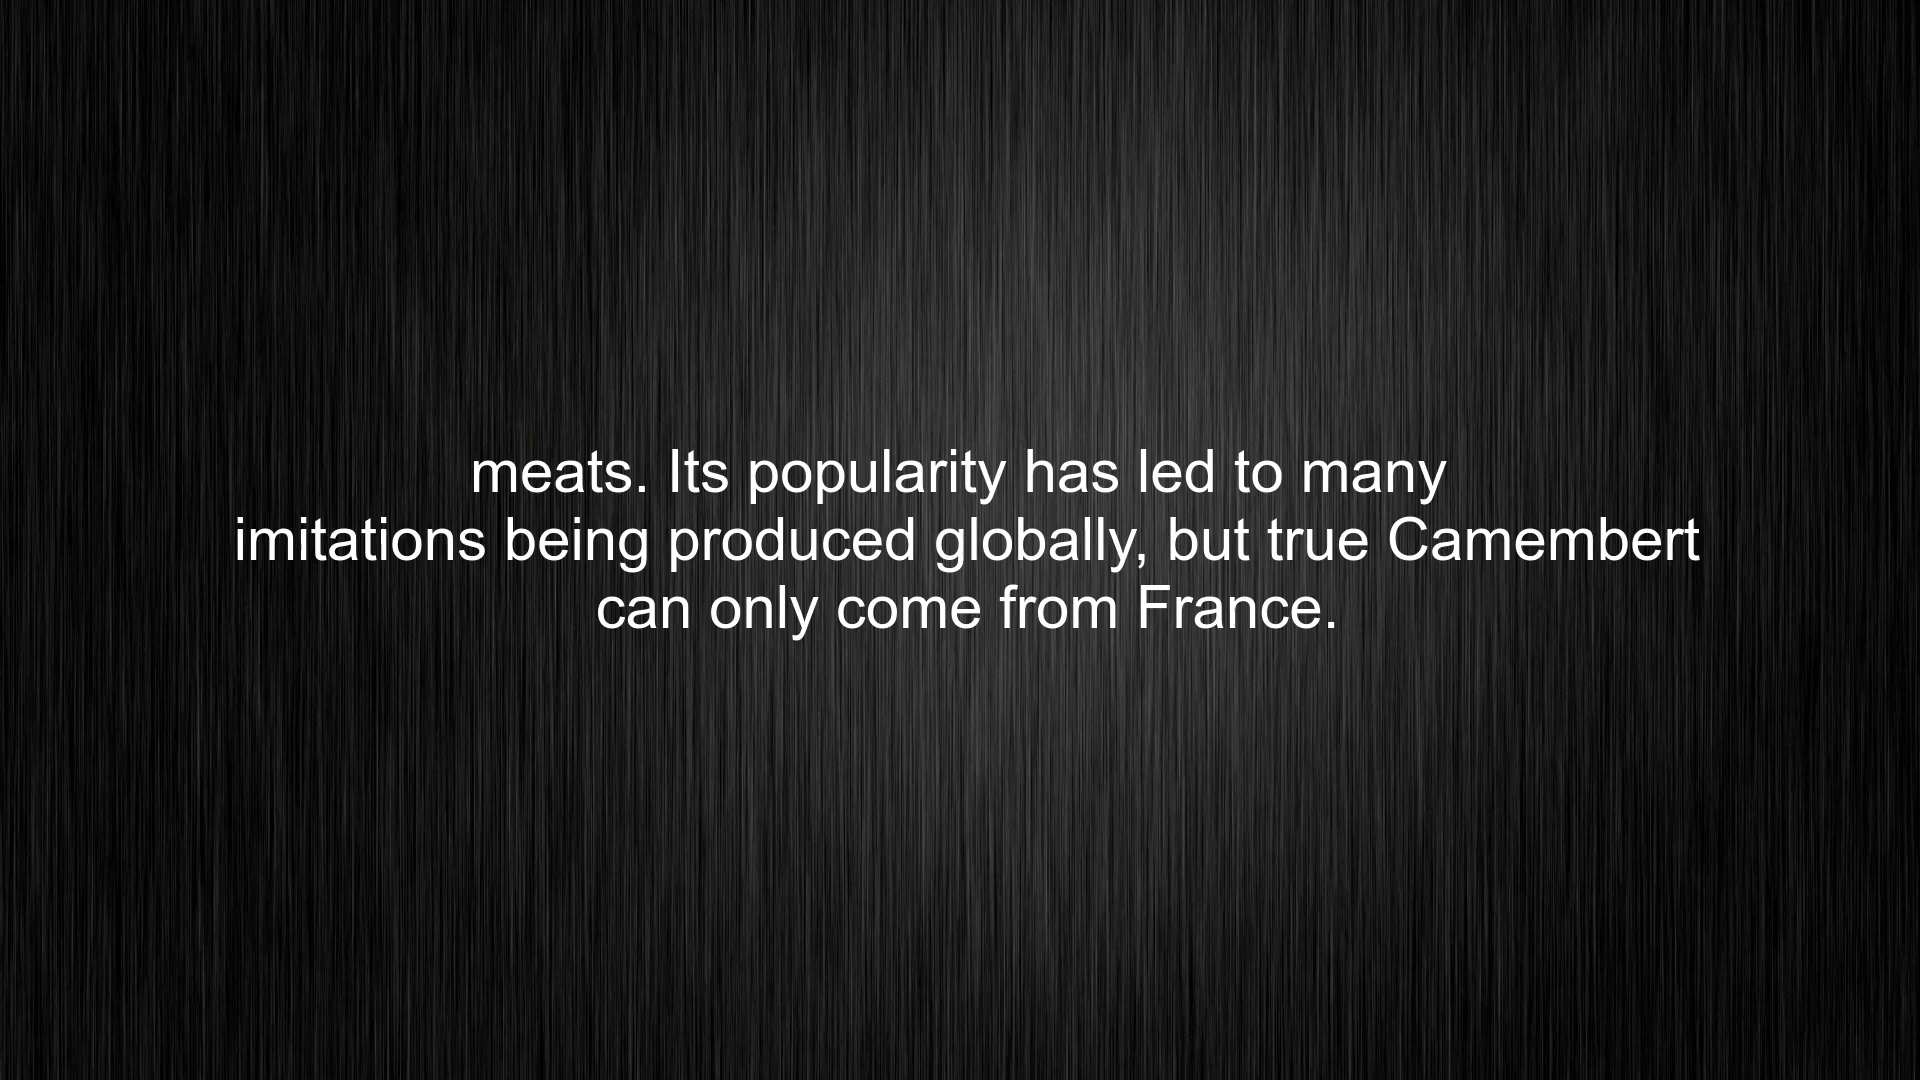 meats. Its popularity has led to many
imitations being produced globally, but true Camembert
can only come from France.